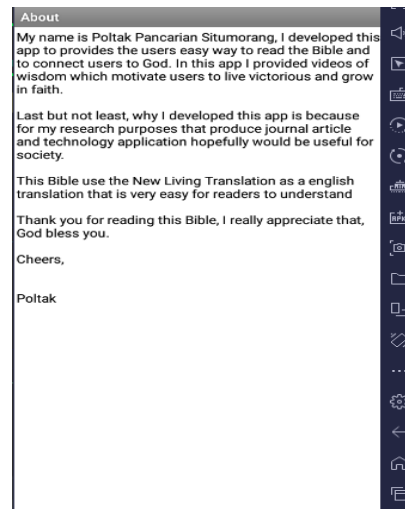 About
My name is Poltak Pancarian Situmorang, I developed this
app to provides the users easy way to read the Bible and
to connect users to God. In this app I provided videos of
wisdom which motivate users to live victorious and grow
in faith.
Last but not least, why I developed this app is because
for my research purposes that produce journal article
and technology application hopefully would be useful for
society.
This Bible use the New Living Translation as a english
translation that is very easy for readers to understand
Thank you for reading this Bible, I really appreciate that,
God bless you.
Cheers,
Poltak